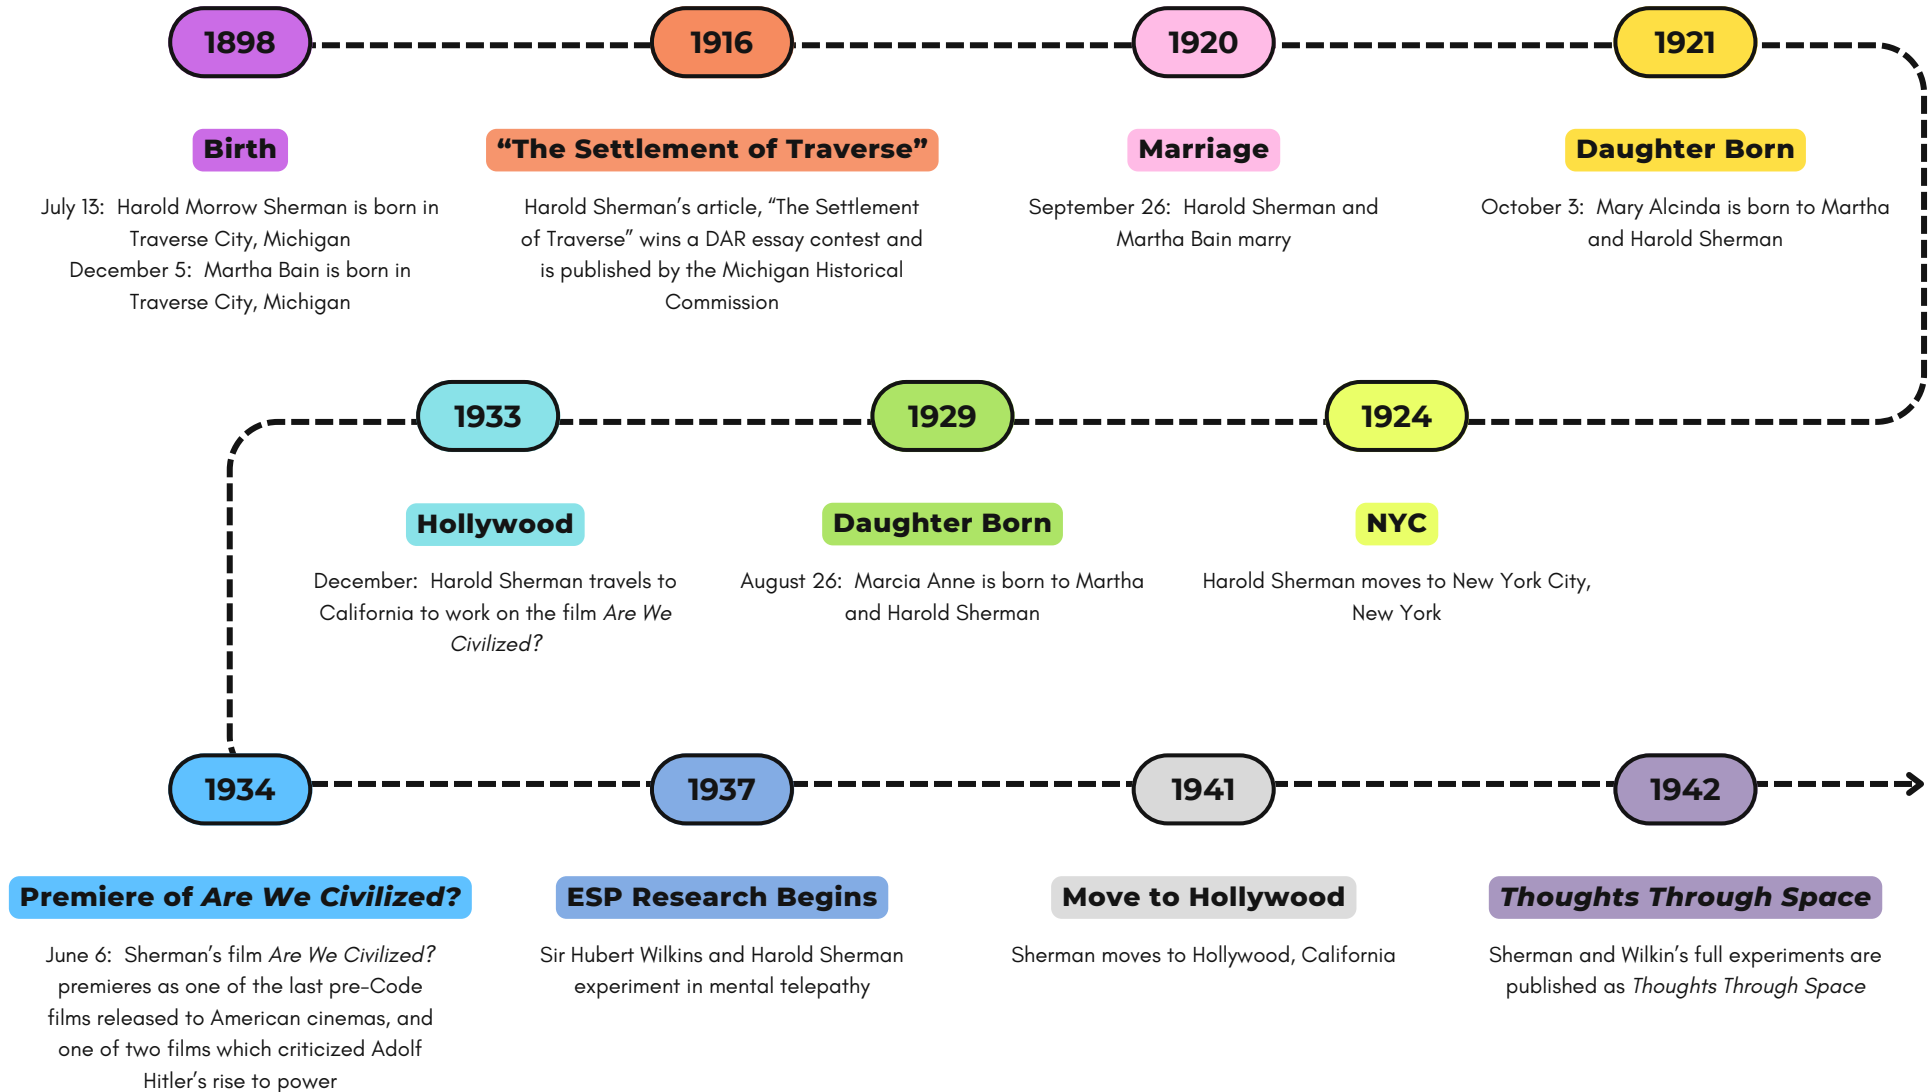 1898
Birth
July 13:  Harold Morrow Sherman is born in
Traverse City, Michigan
December 5:  Martha Bain is born in
Traverse City, Michigan
1916
“The Settlement of Traverse”
Harold Sherman’s article, “The Settlement
of Traverse” wins a DAR essay contest and
is published by the Michigan Historical
Commission
1920
Marriage
September 26:  Harold Sherman and
Martha Bain marry
1921
Daughter Born
October 3:  Mary Alcinda is born to Martha
and Harold Sherman
1924
NYC
Harold Sherman moves to New York City,
New York
1929
Daughter Born
August 26:  Marcia Anne is born to Martha
and Harold Sherman
1933
Hollywood
December:  Harold Sherman travels to
California to work on the film Are We
Civilized?
1934
Premiere of Are We Civilized?
June 6:  Sherman’s film Are We Civilized?
premieres as one of the last pre-Code
films released to American cinemas, and
one of two films which criticized Adolf
Hitler’s rise to power
1937
ESP Research Begins
Sir Hubert Wilkins and Harold Sherman
experiment in mental telepathy
1941
Move to Hollywood
Sherman moves to Hollywood, California
1942
Thoughts Through Space
Sherman and Wilkin’s full experiments are
published as Thoughts Through Space